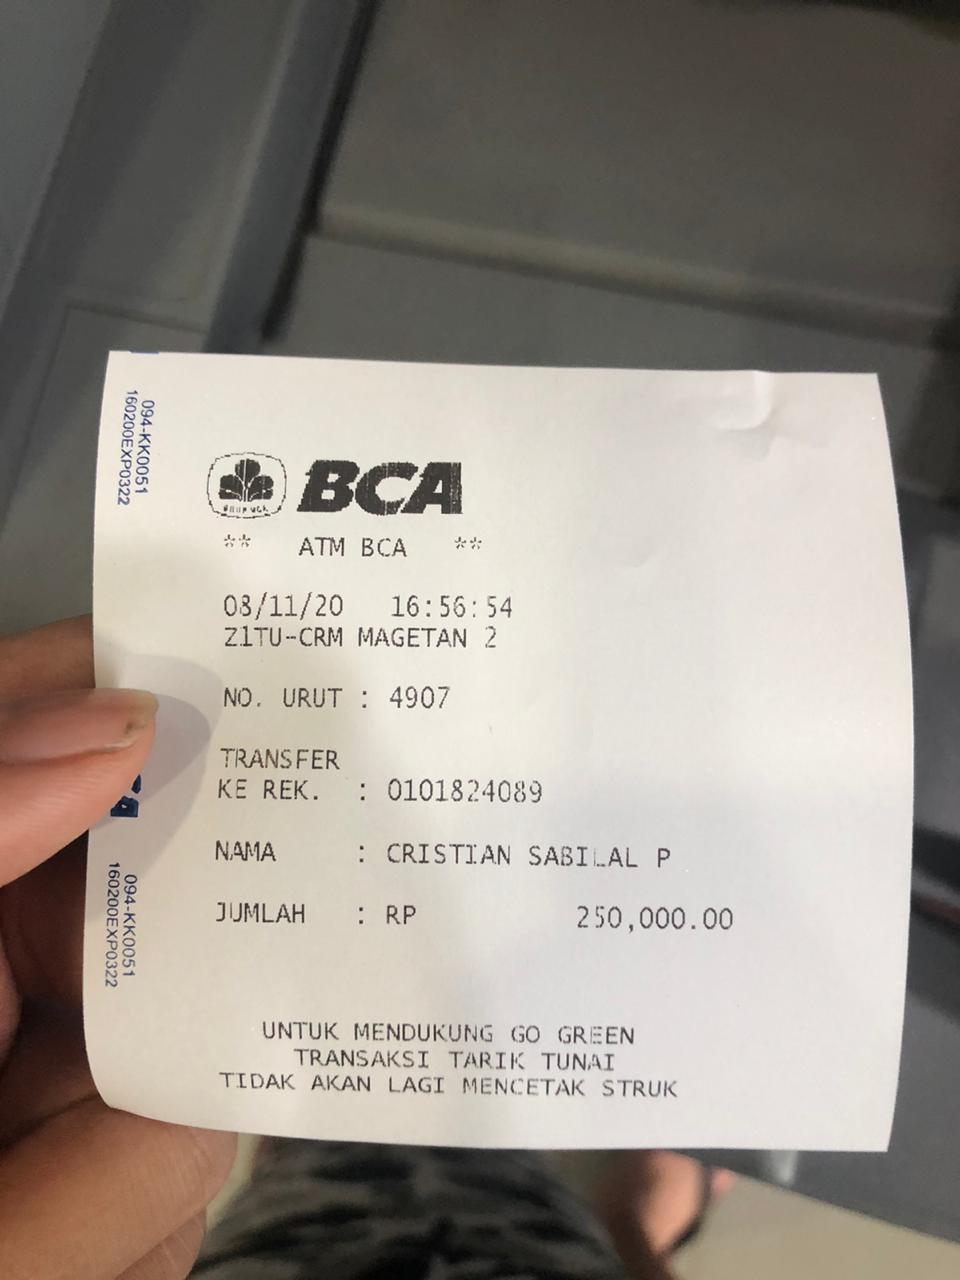 BCA
** ATM BCA **
08/11/20 16:56:54
Z1TU-CRM MAGETAN 2
NO. URUT : 4907
TRANSFER
KE REK. : 0101824089
NAMA : CRISTIAN SABILAL P
JUMLAH : RP 250,000.00
UNTUK MENDUKUNG GO GREEN
TRANSAKSI TARIK TUNAI
TIDAK AKAN LAGI MENCETAK STRUK
094-KK0051
160200EXP0322
094-KK0051
160200EXP0322